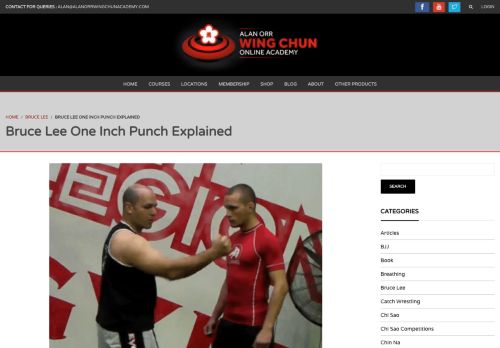 CONTACT FOR QUERIES : ALAN@ALANORRWINGCHUNACADEMY.COM
LOGIN
ALAN ORR
WING CHUN
ONLINE ACADEMY
HOME COURSES LOCATIONS MEMBERSHIP SHOP BLOG ABOUT OTHER PRODUCTS
HOME / BRUCE LEE / BRUCE LEE ONE INCH PUNCH EXPLAINED
Bruce Lee One Inch Punch Explained
LEGION
SEARCH
CATEGORIES
Articles
BJJ
Book
Breathing
Bruce Lee
Catch Wrestling
Chi Sao
Chi Sao Competitions
Chin Na